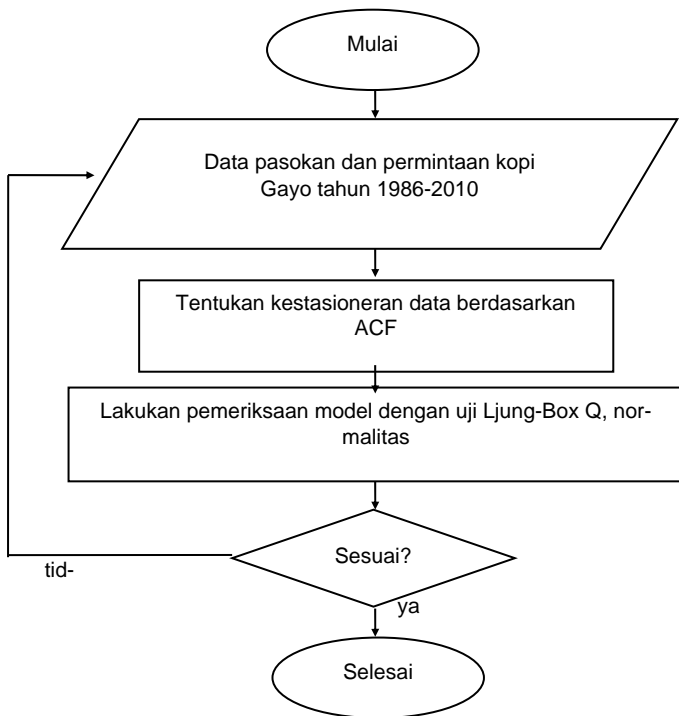 Mulai
Data pasokan dan permintaan kopi
Gayo tahun 1986-2010
Tentukan kestasioneran data berdasarkan
ACF
Lakukan pemeriksaan model dengan uji Ljung-Box Q, nor-
malitas
Sesuai?
tid-
ya
Selesai